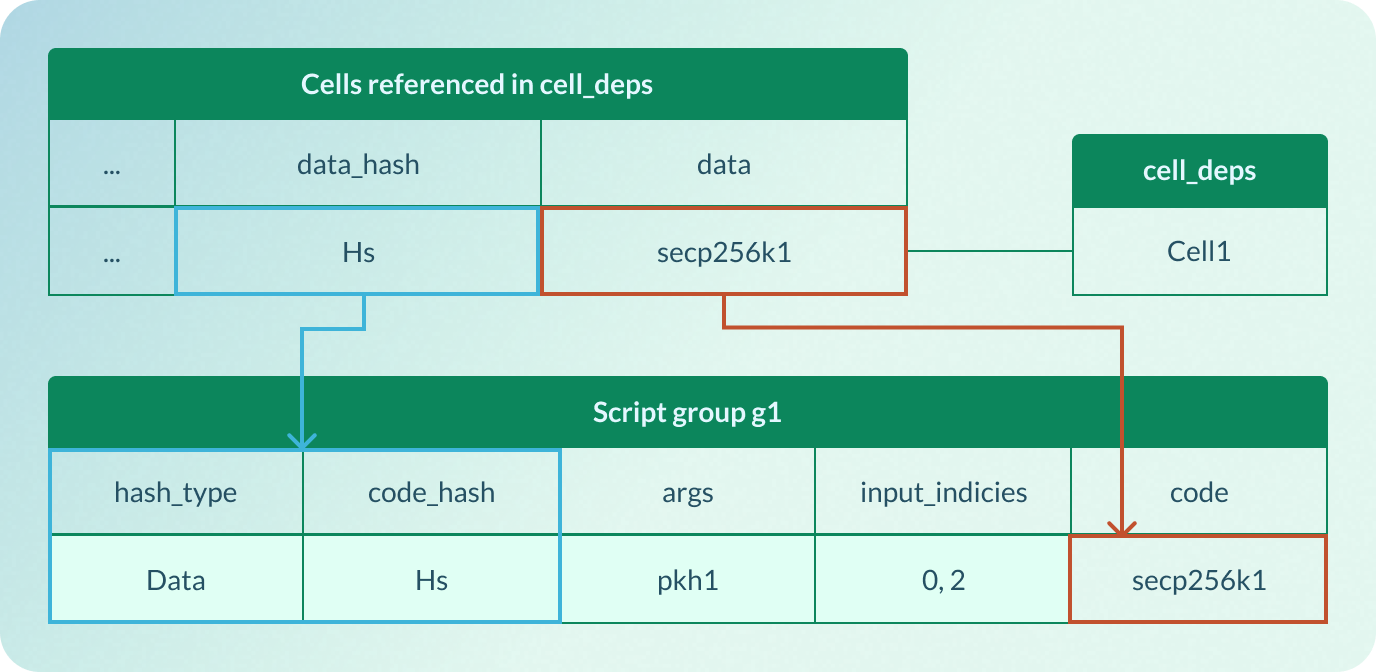 Cells referenced in cell_deps
... data_hash data
... Hs secp256k1
cell_deps
Cell1
Script group g1
hash_type code_hash args input_indicies code
Data Hs pkh1 0, 2 secp256k1